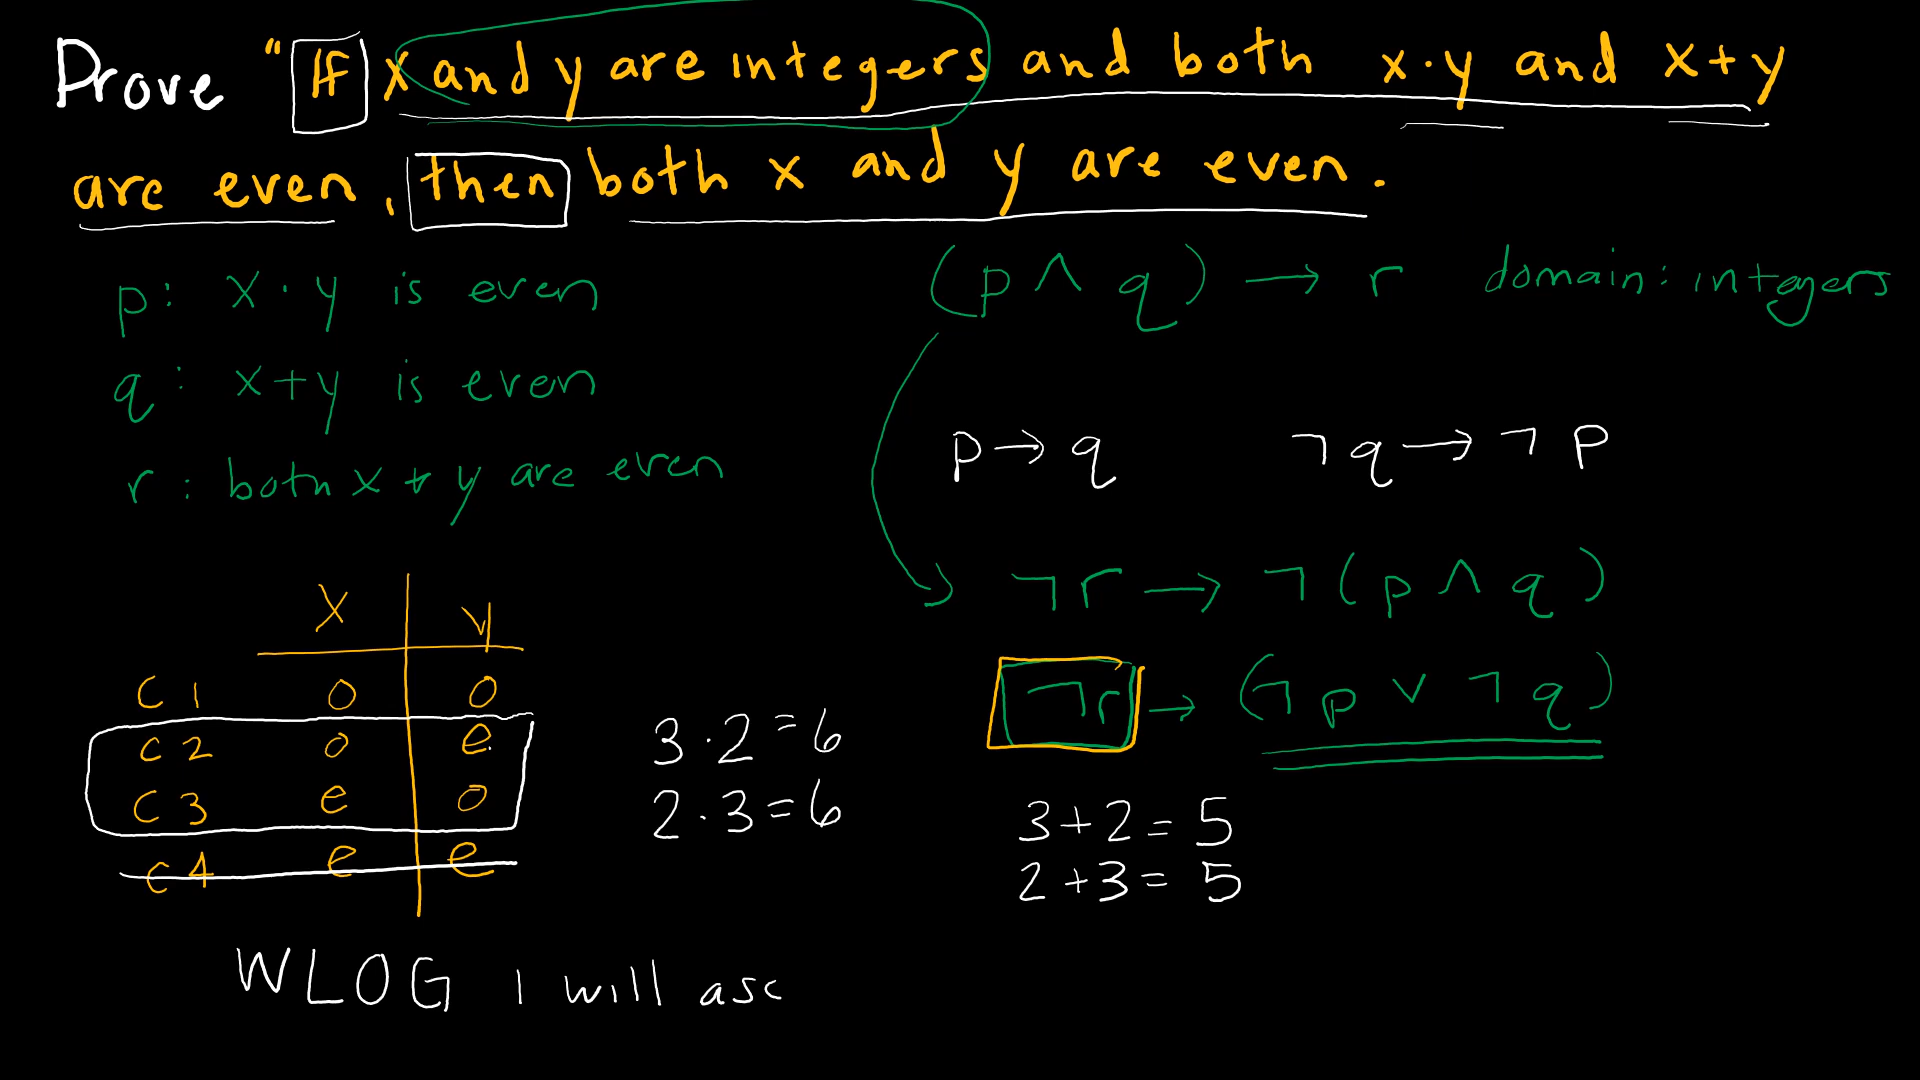 Prove "If x and y are integers and both x·y and x+y
are even, then both x and y are even.
p: x·y is even
(p ∧ q) → r domain: integers
q: x+y is even
p → q ¬q → ¬p
r: both x + y are even
¬r → ¬(p ∧ q)
¬r → (¬p ∨ ¬q)
x y
C1 o o
C2 o e
C3 e o
C4 e e
3·2 = 6
2·3 = 6
3+2 = 5
2+3 = 5
WLOG I will